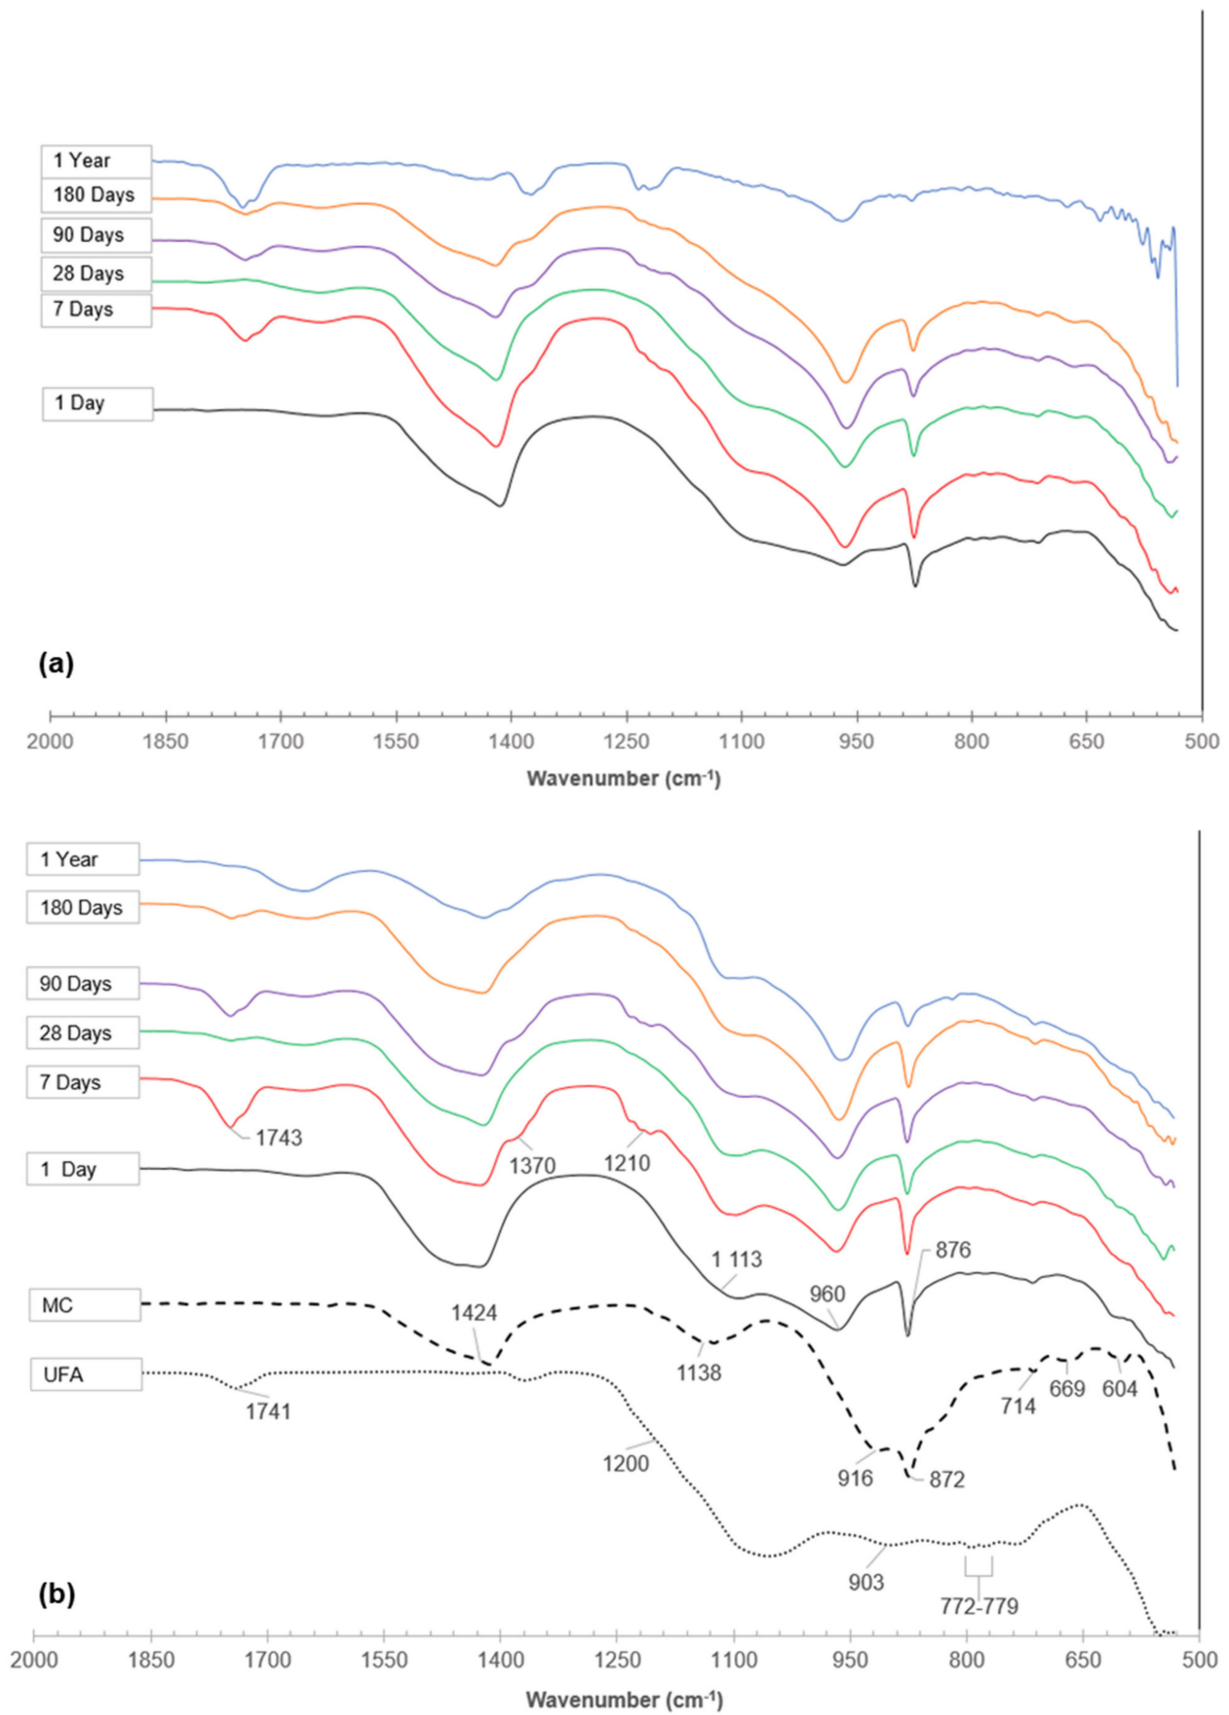 1 Year
180 Days
90 Days
28 Days
7 Days
1 Day
(a)
2000 1850 1700 1550 1400 1250 1100 950 800 650 500
Wavenumber (cm-1)
1 Year
180 Days
90 Days
28 Days
7 Days
1743
1370
1210
1 Day
1 113
876
960
MC
1424
1138
714
669
604
UFA
1741
1200
916
872
903
772-779
(b)
2000 1850 1700 1550 1400 1250 1100 950 800 650 500
Wavenumber (cm-1)